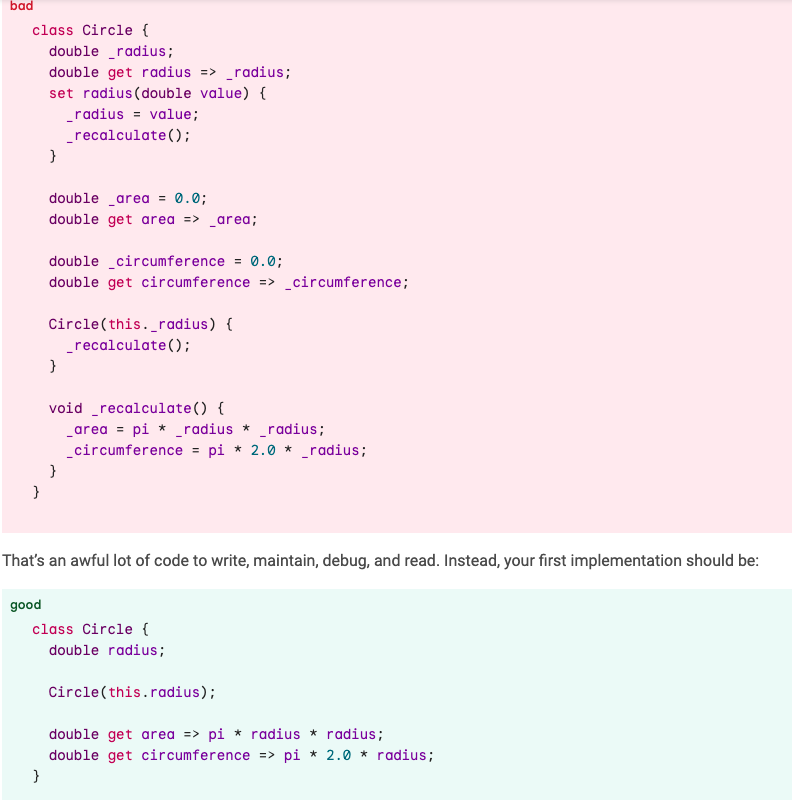 bad
class Circle {
  double _radius;
  double get radius => _radius;
  set radius(double value) {
    _radius = value;
    _recalculate();
  }

  double _area = 0.0;
  double get area => _area;

  double _circumference = 0.0;
  double get circumference => _circumference;

  Circle(this._radius) {
    _recalculate();
  }

  void _recalculate() {
    _area = pi * _radius * _radius;
    _circumference = pi * 2.0 * _radius;
  }
}

That’s an awful lot of code to write, maintain, debug, and read. Instead, your first implementation should be:

good
class Circle {
  double radius;

  Circle(this.radius);

  double get area => pi * radius * radius;
  double get circumference => pi * 2.0 * radius;
}